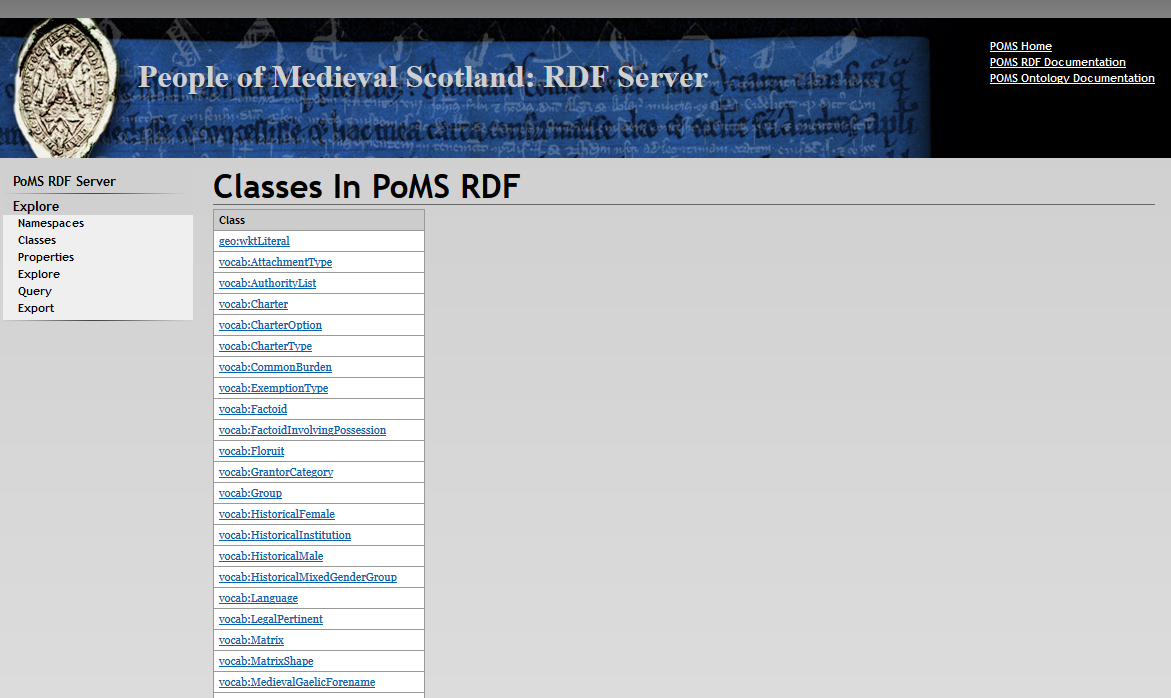 People of Medieval Scotland: RDF Server
POMS Home
POMS RDF Documentation
POMS Ontology Documentation
PoMS RDF Server
Explore
Namespaces
Classes
Properties
Explore
Query
Export
Classes In PoMS RDF
Class
geo:wktLiteral
vocab:AttachmentType
vocab:AuthorityList
vocab:Charter
vocab:CharterOption
vocab:CharterType
vocab:CommonBurden
vocab:ExemptionType
vocab:Factoid
vocab:FactoidInvolvingPossession
vocab:Floruit
vocab:GrantorCategory
vocab:Group
vocab:HistoricalFemale
vocab:HistoricalInstitution
vocab:HistoricalMale
vocab:HistoricalMixedGenderGroup
vocab:Language
vocab:LegalPertinent
vocab:Matrix
vocab:MatrixShape
vocab:MedievalGaelicForename